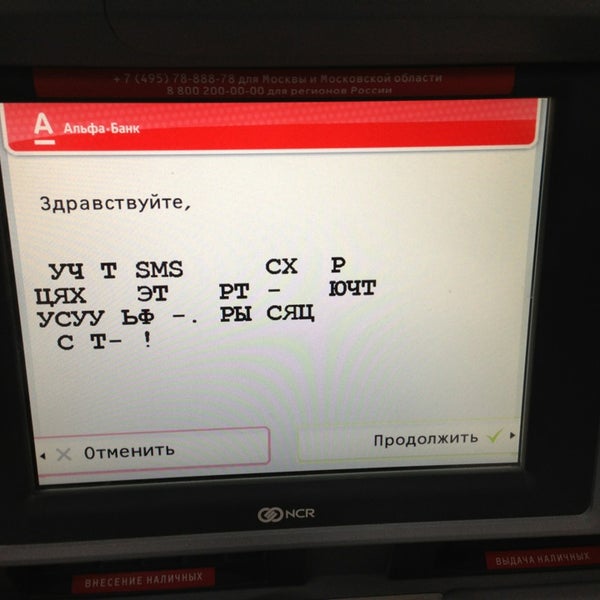 +7 (495) 78-888-78 для Москвы и Московской области
8 800 200-00-00 для регионов России
А Альфа-Банк
Здравствуйте,
УЧ Т SMS СХ Р
ЦЯХ ЭТ РТ - ЮЧТ
УСУУ ЬФ -. РЫ СЯЦ
С Т- !
Отменить
Продолжить
NCR
ВНЕСЕНИЕ НАЛИЧНЫХ
ВЫДАЧА НАЛИЧНЫХ